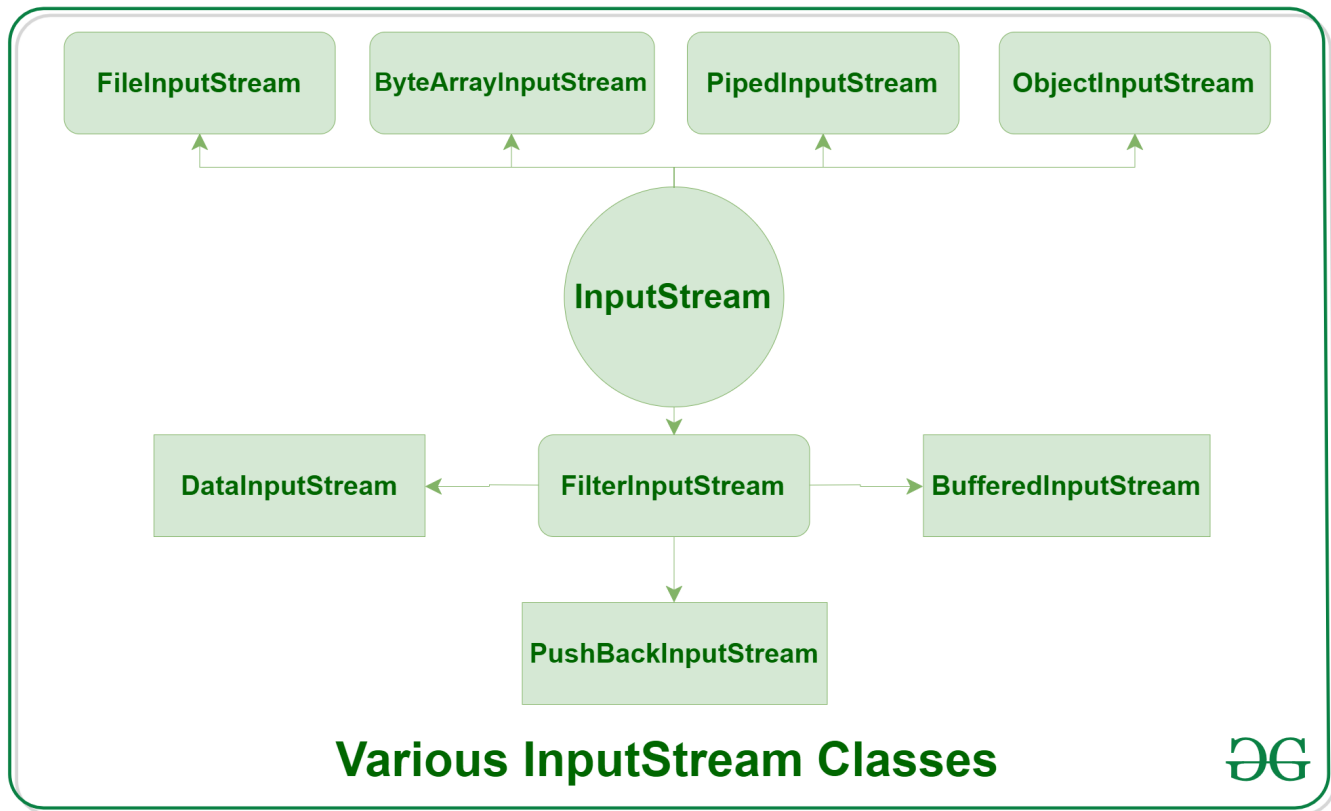 FileInputStream
ByteArrayInputStream
PipedInputStream
ObjectInputStream
InputStream
DataInputStream
FilterInputStream
BufferedInputStream
PushBackInputStream
Various InputStream Classes